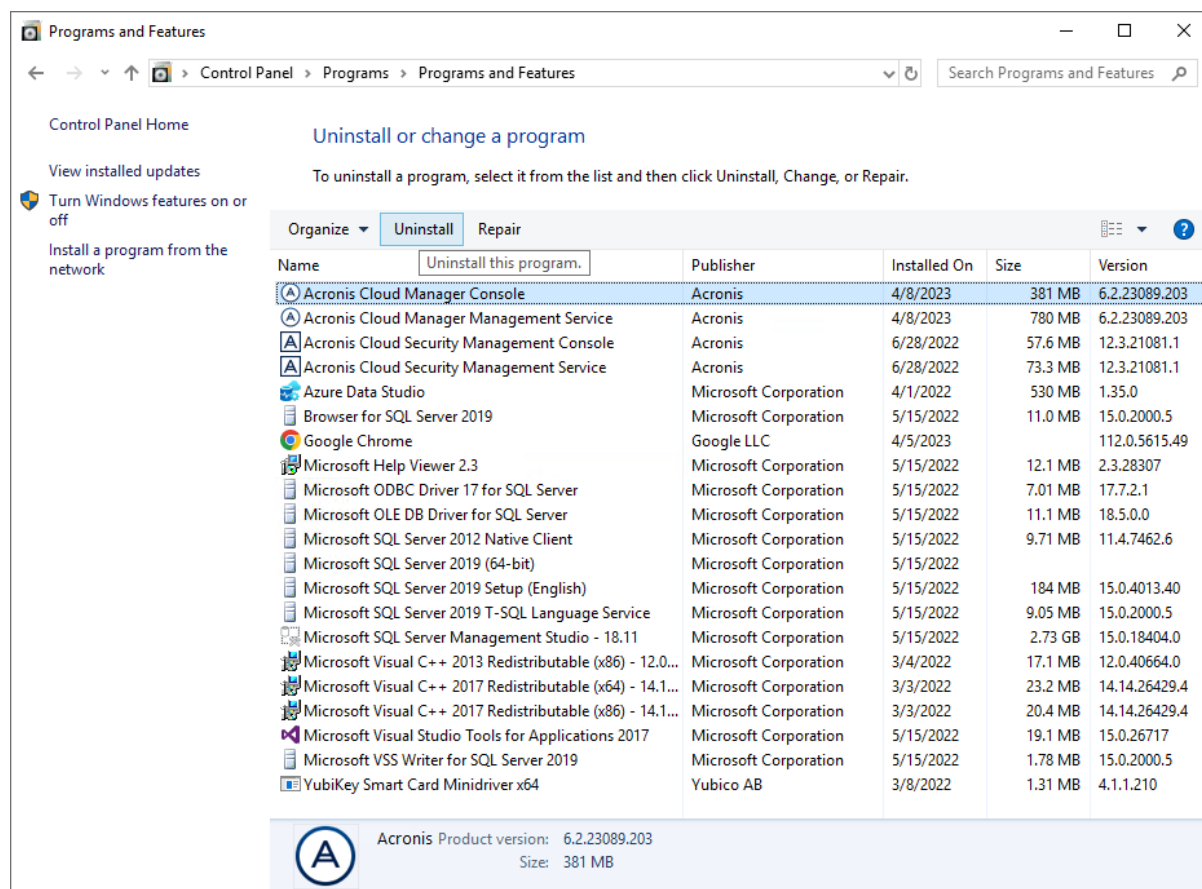 Programs and Features
Control Panel > Programs > Programs and Features
Search Programs and Features
Control Panel Home
View installed updates
Turn Windows features on or
off
Install a program from the
network
Uninstall or change a program
To uninstall a program, select it from the list and then click Uninstall, Change, or Repair.
Organize Uninstall Repair
Uninstall this program.
Name Publisher Installed On Size Version
Acronis Cloud Manager Console Acronis 4/8/2023 381 MB 6.2.23089.203
Acronis Cloud Manager Management Service Acronis 4/8/2023 780 MB 6.2.23089.203
Acronis Cloud Security Management Console Acronis 6/28/2022 57.6 MB 12.3.21081.1
Acronis Cloud Security Management Service Acronis 6/28/2022 73.3 MB 12.3.21081.1
Azure Data Studio Microsoft Corporation 4/1/2022 530 MB 1.35.0
Browser for SQL Server 2019 Microsoft Corporation 5/15/2022 11.0 MB 15.0.2000.5
Google Chrome Google LLC 4/5/2023 112.0.5615.49
Microsoft Help Viewer 2.3 Microsoft Corporation 5/15/2022 12.1 MB 2.3.28307
Microsoft ODBC Driver 17 for SQL Server Microsoft Corporation 5/15/2022 7.01 MB 17.7.2.1
Microsoft OLE DB Driver for SQL Server Microsoft Corporation 5/15/2022 11.1 MB 18.5.0.0
Microsoft SQL Server 2012 Native Client Microsoft Corporation 5/15/2022 9.71 MB 11.4.7462.6
Microsoft SQL Server 2019 (64-bit) Microsoft Corporation 5/15/2022
Microsoft SQL Server 2019 Setup (English) Microsoft Corporation 5/15/2022 184 MB 15.0.4013.40
Microsoft SQL Server 2019 T-SQL Language Service Microsoft Corporation 5/15/2022 9.05 MB 15.0.2000.5
Microsoft SQL Server Management Studio - 18.11 Microsoft Corporation 5/15/2022 2.73 GB 15.0.18404.0
Microsoft Visual C++ 2013 Redistributable (x86) - 12.0... Microsoft Corporation 3/4/2022 17.1 MB 12.0.40664.0
Microsoft Visual C++ 2017 Redistributable (x64) - 14.1... Microsoft Corporation 3/3/2022 23.2 MB 14.14.26429.4
Microsoft Visual C++ 2017 Redistributable (x86) - 14.1... Microsoft Corporation 3/3/2022 20.4 MB 14.14.26429.4
Microsoft Visual Studio Tools for Applications 2017 Microsoft Corporation 5/15/2022 19.1 MB 15.0.26717
Microsoft VSS Writer for SQL Server 2019 Microsoft Corporation 5/15/2022 1.78 MB 15.0.2000.5
YubiKey Smart Card Minidriver x64 Yubico AB 3/8/2022 1.31 MB 4.1.1.210
Acronis Product version: 6.2.23089.203
Size: 381 MB